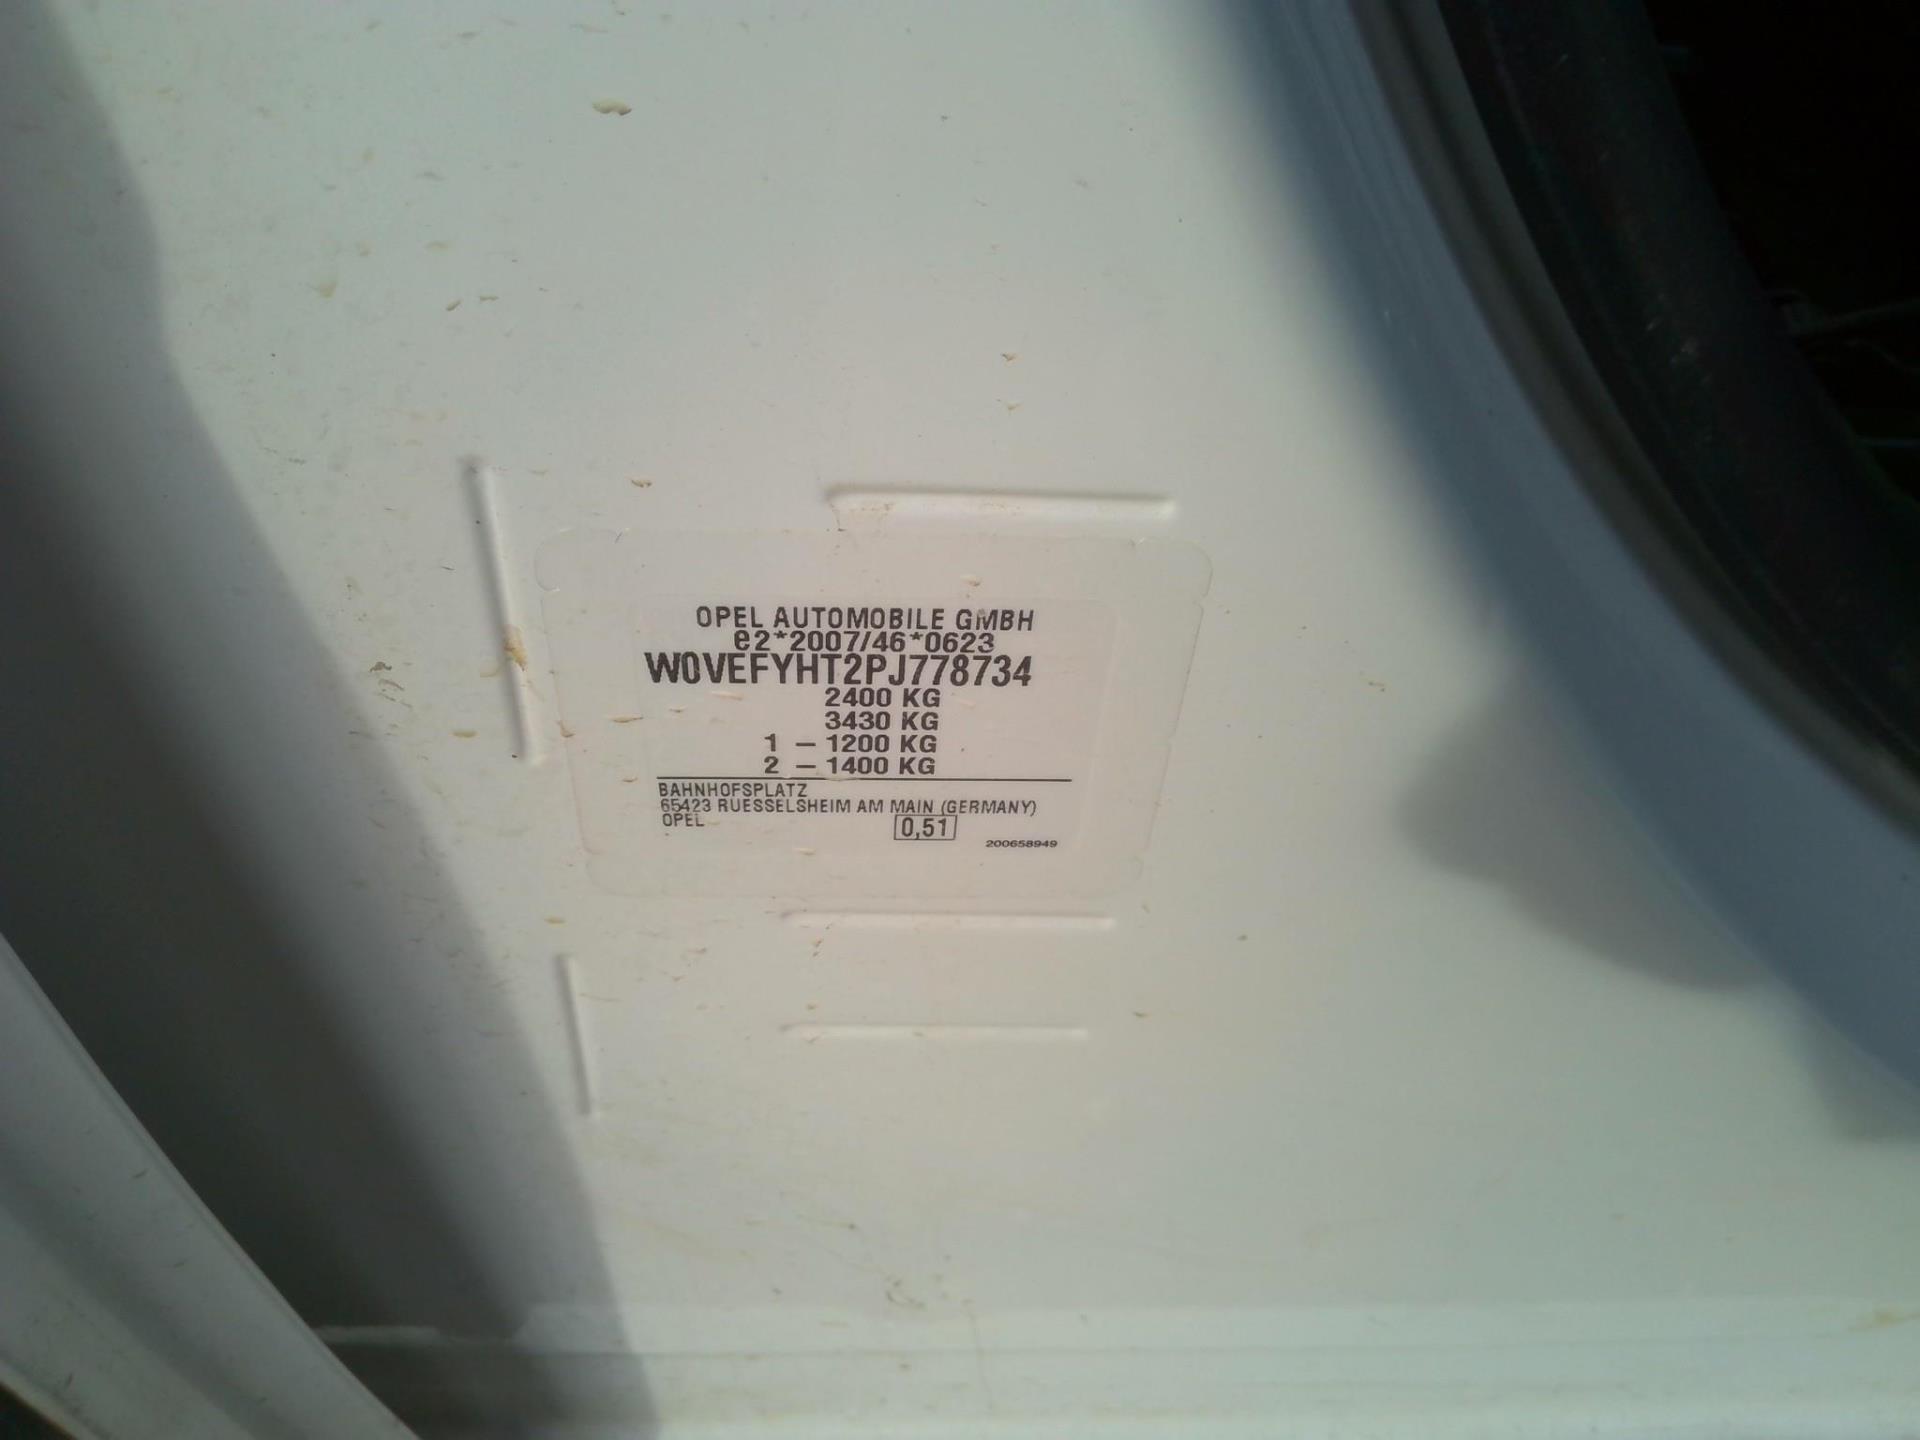 OPEL AUTOMOBILE GMBH
e2*2007/46*0623
W0VEFYHT2PJ778734
2400 KG
3430 KG
1 – 1200 KG
2 – 1400 KG
BAHNHOFSPLATZ
65423 RUESSELSHEIM AM MAIN (GERMANY)
OPEL 0,51
200658949